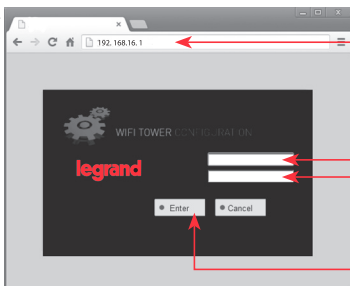 192.168.16.1
WIFI TOWER CONFIGURATION
legrand
Enter
Cancel